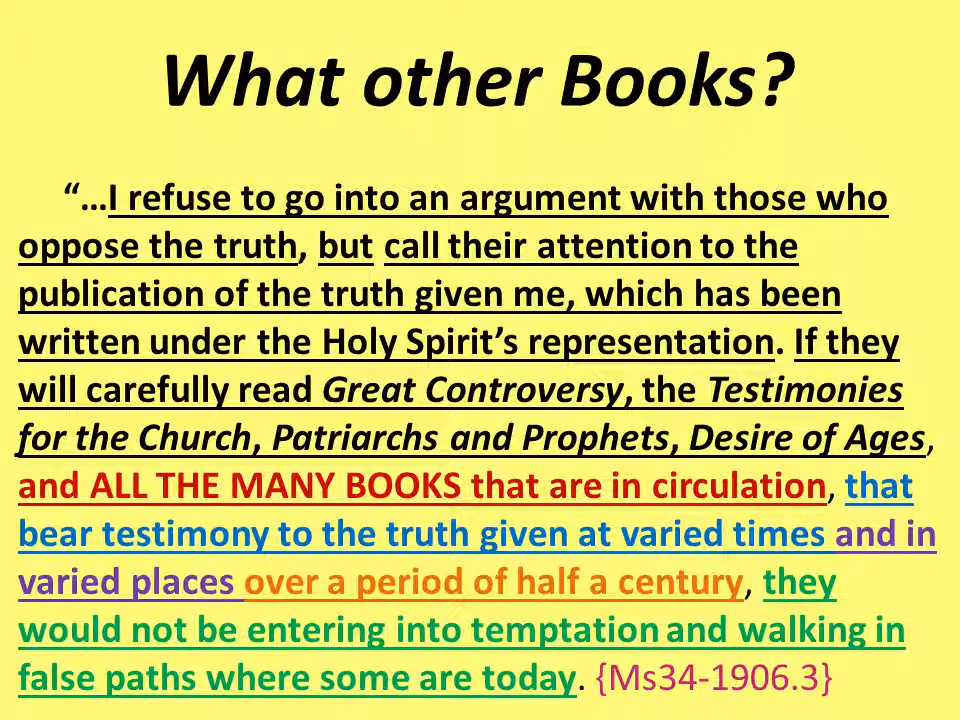 What other Books?
“…I refuse to go into an argument with those who
oppose the truth, but call their attention to the
publication of the truth given me, which has been
written under the Holy Spirit’s representation. If they
will carefully read Great Controversy, the Testimonies
for the Church, Patriarchs and Prophets, Desire of Ages,
and ALL THE MANY BOOKS that are in circulation, that
bear testimony to the truth given at varied times and in
varied places over a period of half a century, they
would not be entering into temptation and walking in
false paths where some are today. {Ms34-1906.3}